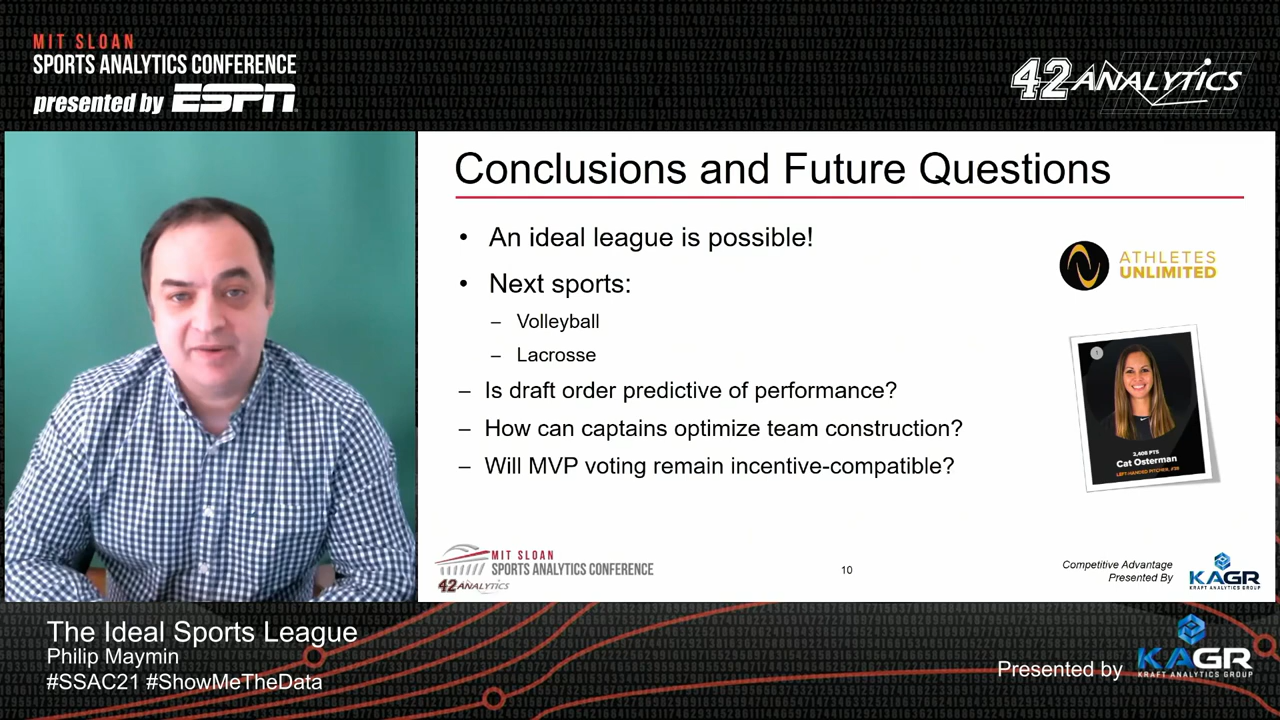 MIT SLOAN
SPORTS ANALYTICS CONFERENCE
presented by ESPN
42 ANALYTICS
Conclusions and Future Questions
• An ideal league is possible!
• Next sports:
– Volleyball
– Lacrosse
– Is draft order predictive of performance?
– How can captains optimize team construction?
– Will MVP voting remain incentive-compatible?
ATHLETES
UNLIMITED
1
2,408 PTS
Cat Osterman
LEFT-HANDED PITCHER, #38
MIT SLOAN
SPORTS ANALYTICS CONFERENCE
42 ANALYTICS
10
Competitive Advantage
Presented By
KAGR
KRAFT ANALYTICS GROUP
The Ideal Sports League
Philip Maymin
#SSAC21 #ShowMeTheData
Presented by
KAGR
KRAFT ANALYTICS GROUP